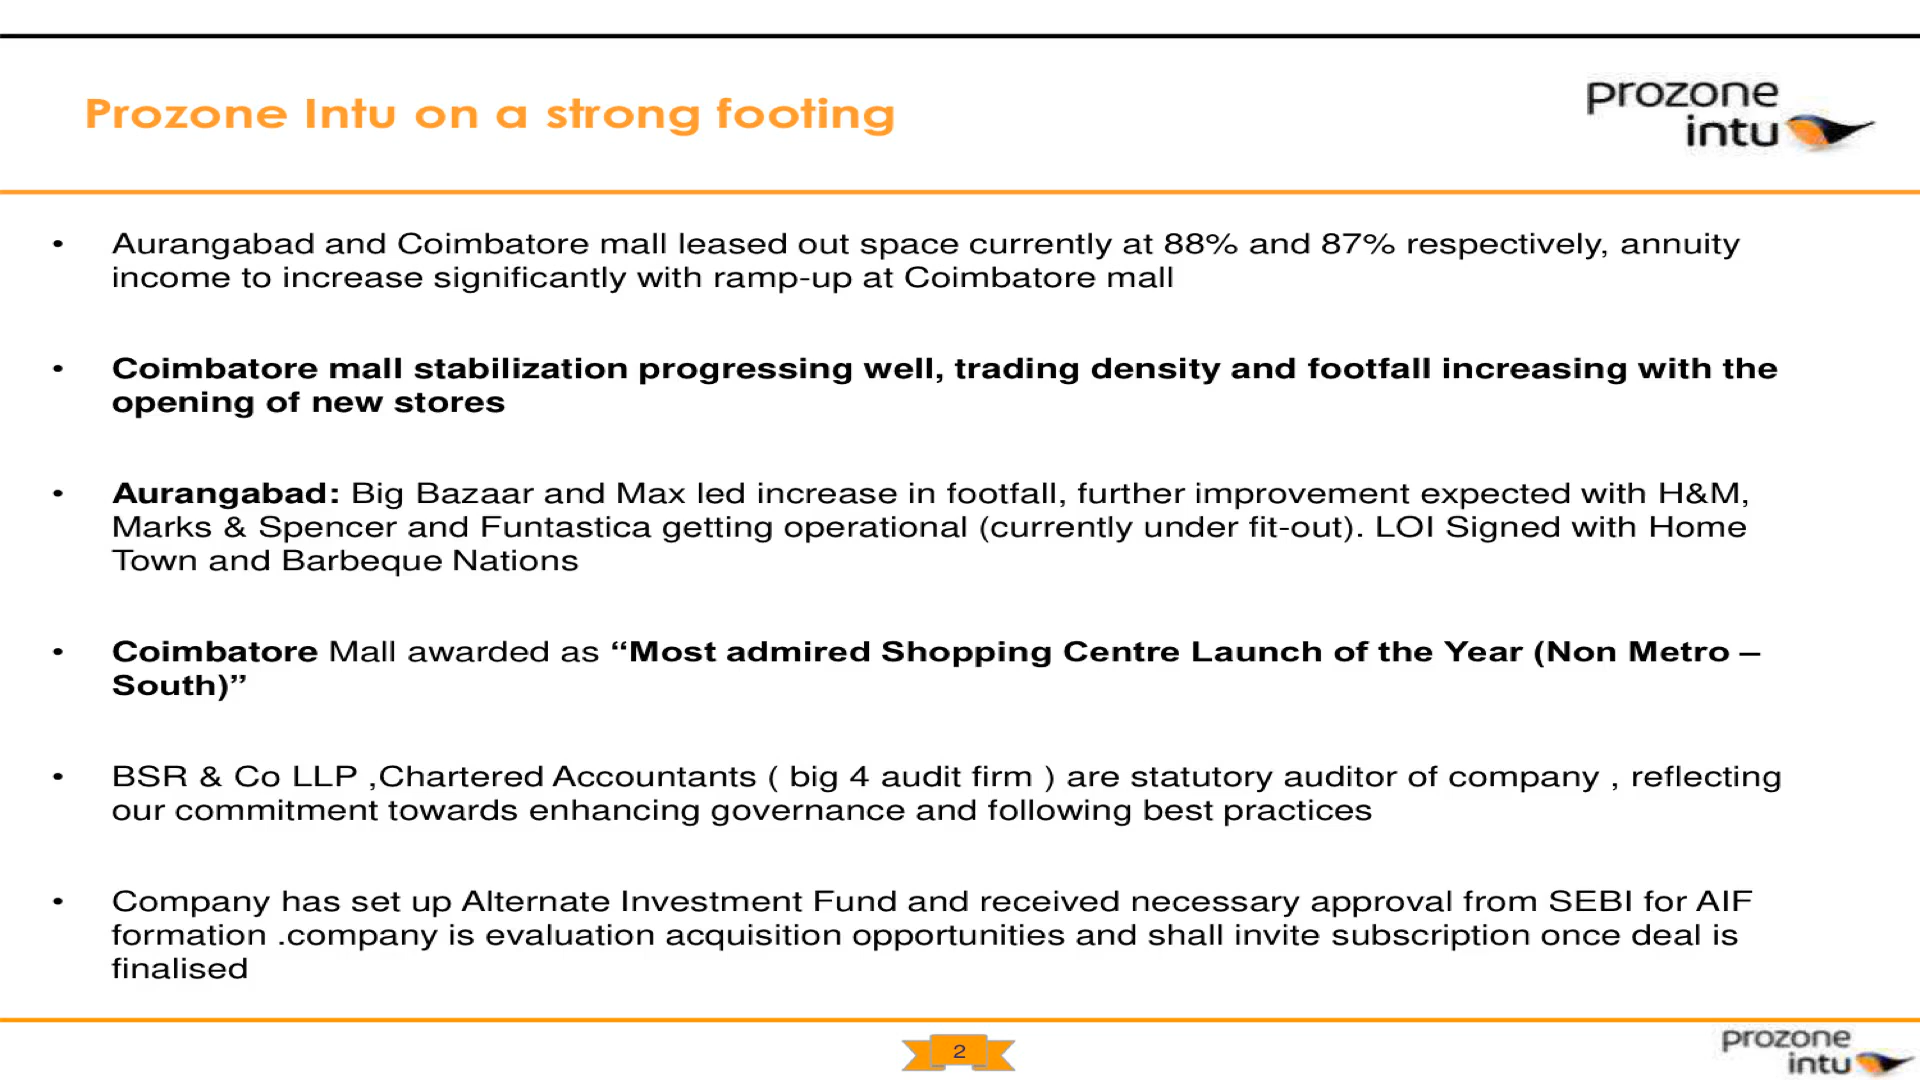 Prozone Intu on a strong footing
prozone
intu
• Aurangabad and Coimbatore mall leased out space currently at 88% and 87% respectively, annuity
income to increase significantly with ramp-up at Coimbatore mall
• Coimbatore mall stabilization progressing well, trading density and footfall increasing with the
opening of new stores
• Aurangabad: Big Bazaar and Max led increase in footfall, further improvement expected with H&M,
Marks & Spencer and Funtastica getting operational (currently under fit-out). LOI Signed with Home
Town and Barbeque Nations
• Coimbatore Mall awarded as “Most admired Shopping Centre Launch of the Year (Non Metro –
South)”
• BSR & Co LLP ,Chartered Accountants ( big 4 audit firm ) are statutory auditor of company , reflecting
our commitment towards enhancing governance and following best practices
• Company has set up Alternate Investment Fund and received necessary approval from SEBI for AIF
formation .company is evaluation acquisition opportunities and shall invite subscription once deal is
finalised
2
prozone
intu